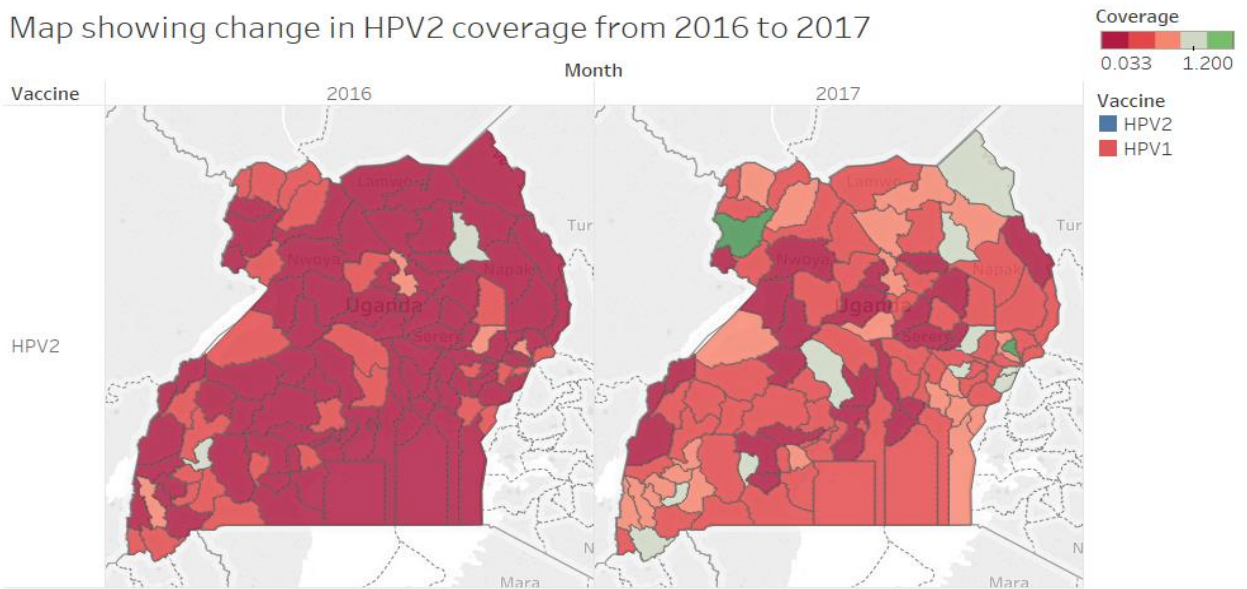 Map showing change in HPV2 coverage from 2016 to 2017
Coverage
0.033 1.200
Month
Vaccine 2016 2017
Vaccine
HPV2
HPV1
Lamwo Lamwo
Tur
Nwoya Napak Nwoya Napak
Uganda Uganda
Serere Serere
HPV2
N N
Mara Mara